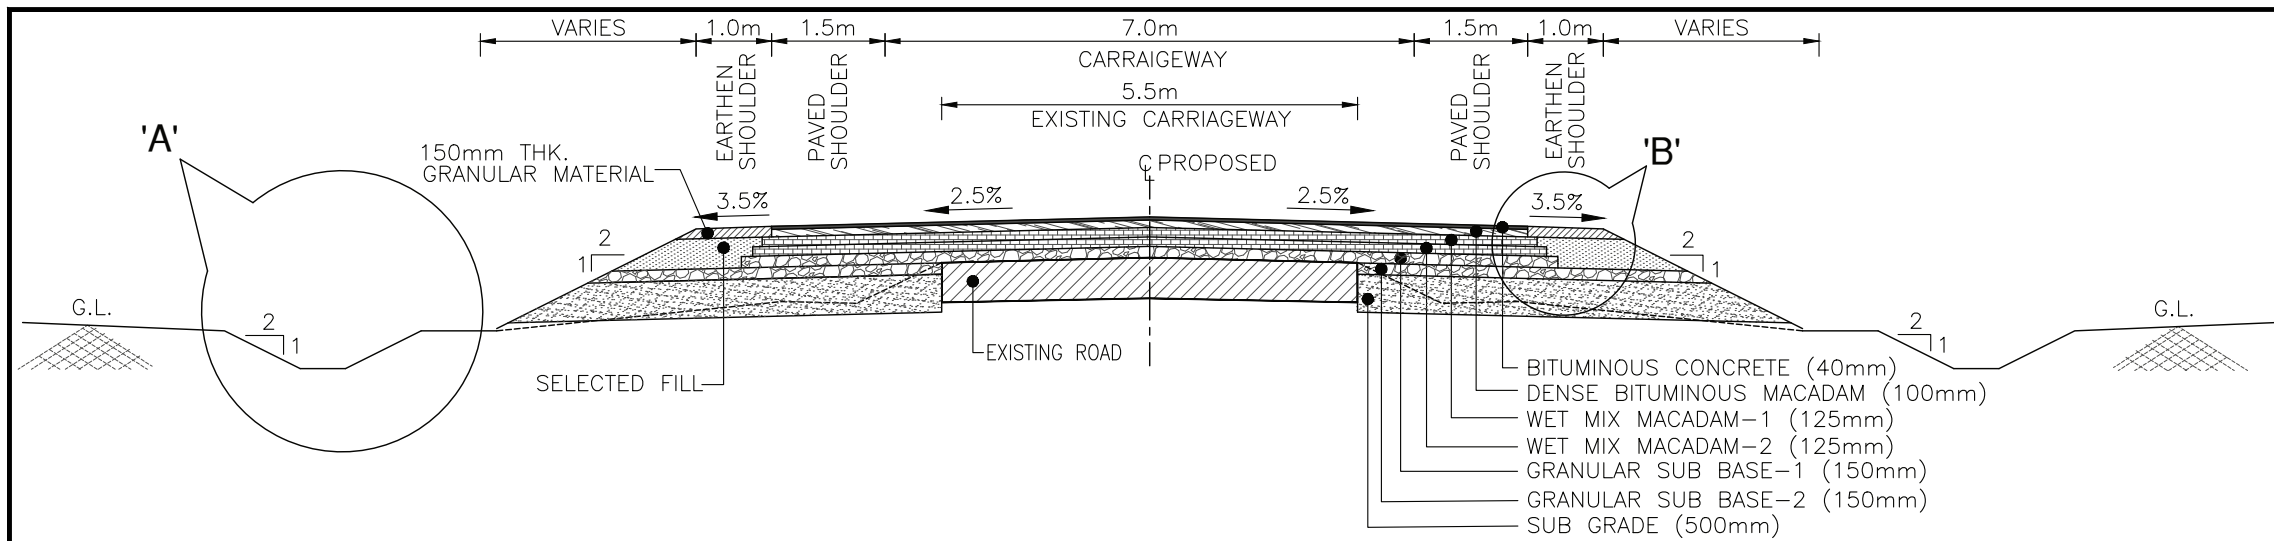 VARIES 1.0m 1.5m 7.0m 1.5m 1.0m VARIES
CARRAIGEWAY
EARTHEN
SHOULDER
PAVED
SHOULDER
5.5m
EXISTING CARRIAGEWAY
PAVED
SHOULDER
EARTHEN
SHOULDER
'A'
'B'
150mm THK.
GRANULAR MATERIAL
℄ PROPOSED
3.5% 2.5% 2.5% 3.5%
2
1
2
1
G.L.
2
1
G.L.
2
1
EXISTING ROAD
SELECTED FILL
BITUMINOUS CONCRETE (40mm)
DENSE BITUMINOUS MACADAM (100mm)
WET MIX MACADAM-1 (125mm)
WET MIX MACADAM-2 (125mm)
GRANULAR SUB BASE-1 (150mm)
GRANULAR SUB BASE-2 (150mm)
SUB GRADE (500mm)